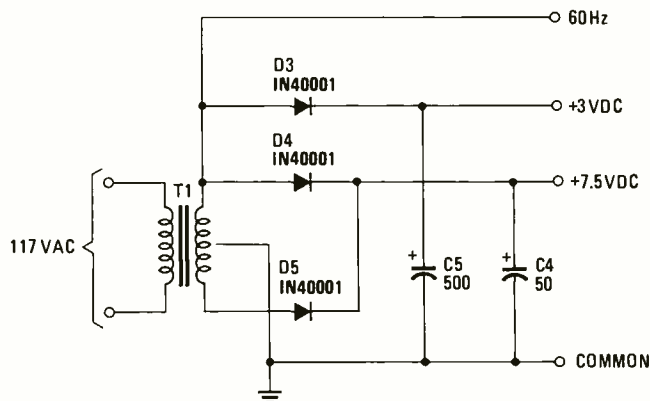 60Hz
D3
IN40001
+3VDC
D4
IN40001
+7.5VDC
T1
117VAC
D5
IN40001
+
C5
500
+
C4
50
COMMON